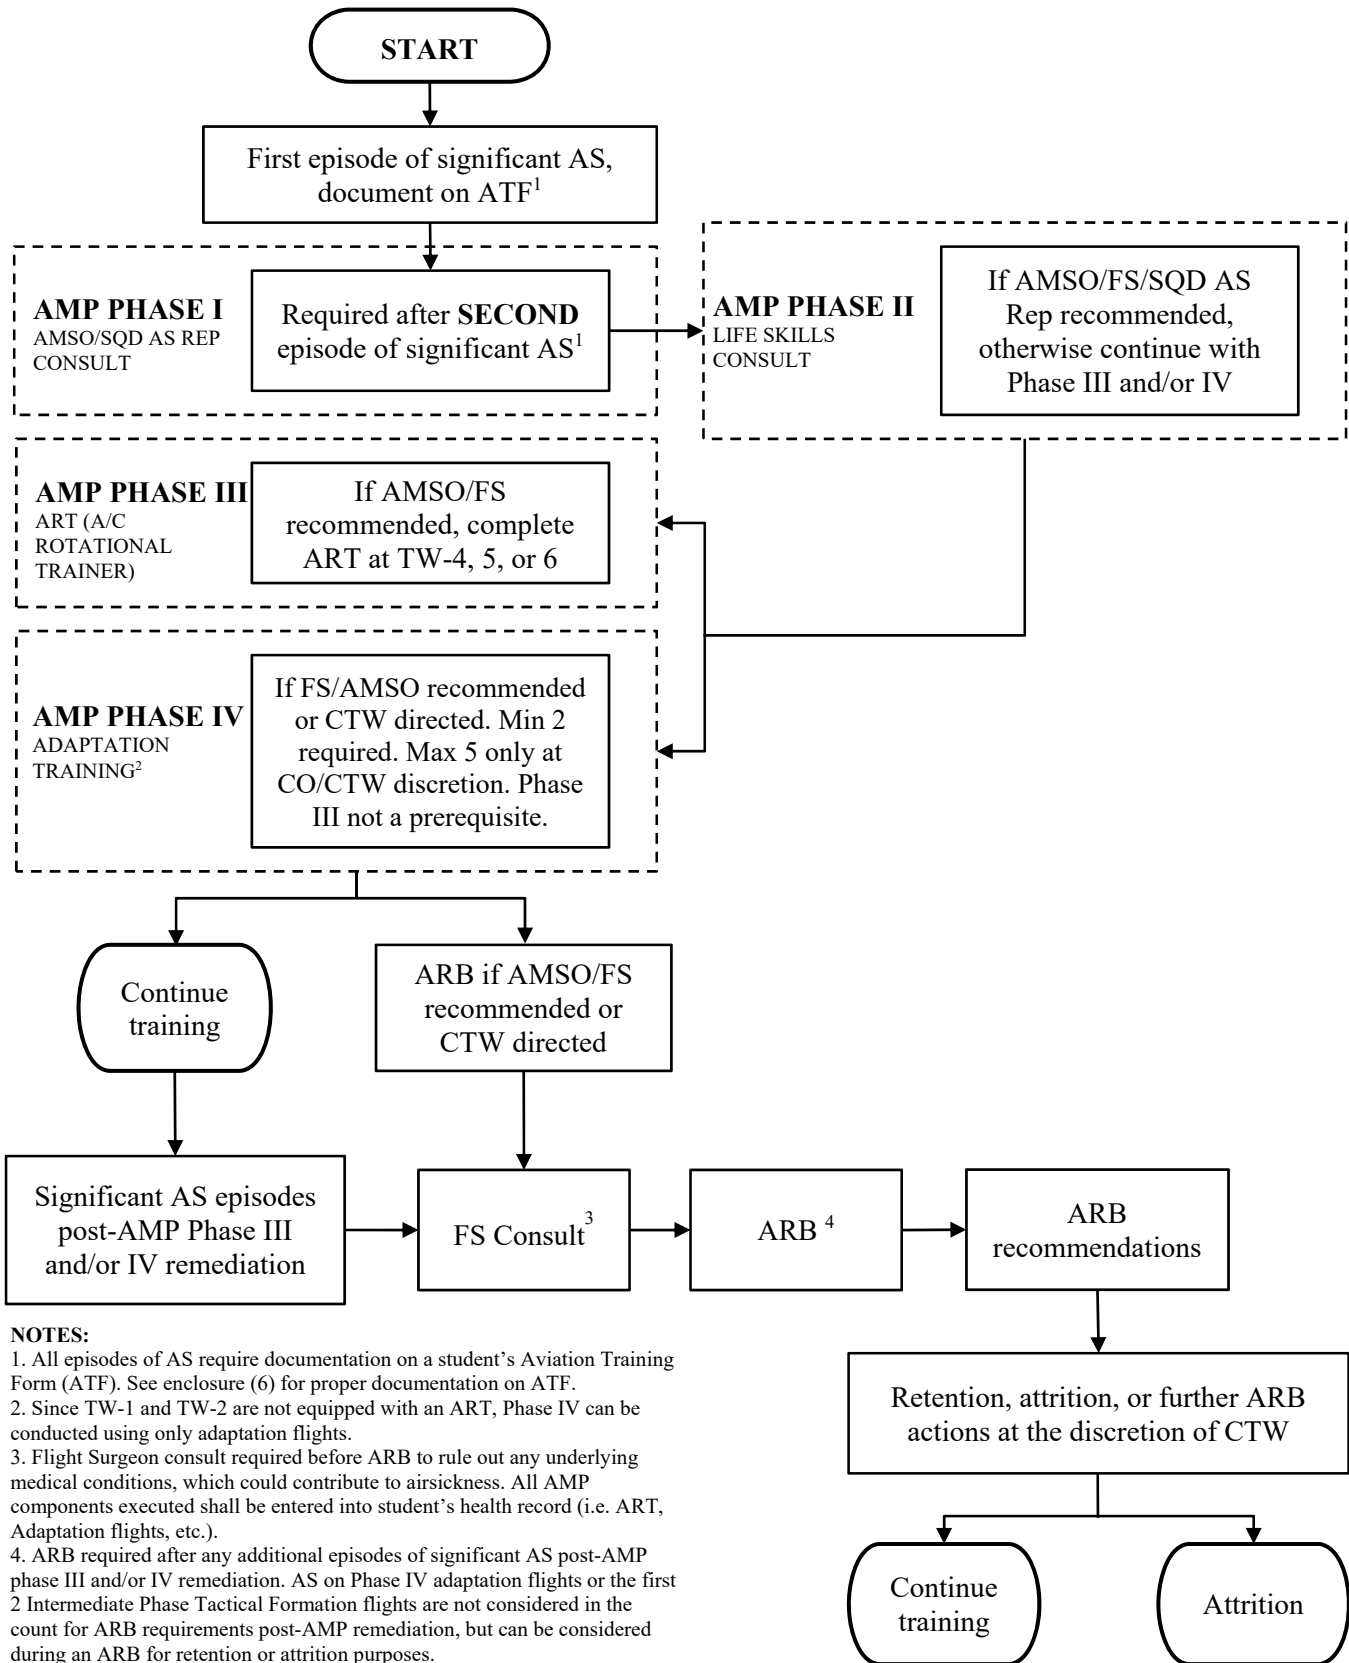 START
First episode of significant AS,
document on ATF1
AMP PHASE I
AMSO/SQD AS REP
CONSULT
Required after SECOND
episode of significant AS1
AMP PHASE II
LIFE SKILLS
CONSULT
If AMSO/FS/SQD AS
Rep recommended,
otherwise continue with
Phase III and/or IV
AMP PHASE III
ART (A/C
ROTATIONAL
TRAINER)
If AMSO/FS
recommended, complete
ART at TW-4, 5, or 6
AMP PHASE IV
ADAPTATION
TRAINING2
If FS/AMSO recommended
or CTW directed. Min 2
required. Max 5 only at
CO/CTW discretion. Phase
III not a prerequisite.
Continue
training
ARB if AMSO/FS
recommended or
CTW directed
Significant AS episodes
post-AMP Phase III
and/or IV remediation
FS Consult3
ARB 4
ARB
recommendations
NOTES:
1. All episodes of AS require documentation on a student’s Aviation Training
Form (ATF). See enclosure (6) for proper documentation on ATF.
2. Since TW-1 and TW-2 are not equipped with an ART, Phase IV can be
conducted using only adaptation flights.
3. Flight Surgeon consult required before ARB to rule out any underlying
medical conditions, which could contribute to airsickness. All AMP
components executed shall be entered into student’s health record (i.e. ART,
Adaptation flights, etc.).
4. ARB required after any additional episodes of significant AS post-AMP
phase III and/or IV remediation. AS on Phase IV adaptation flights or the first
2 Intermediate Phase Tactical Formation flights are not considered in the
count for ARB requirements post-AMP remediation, but can be considered
during an ARB for retention or attrition purposes.
Retention, attrition, or further ARB
actions at the discretion of CTW
Continue
training
Attrition